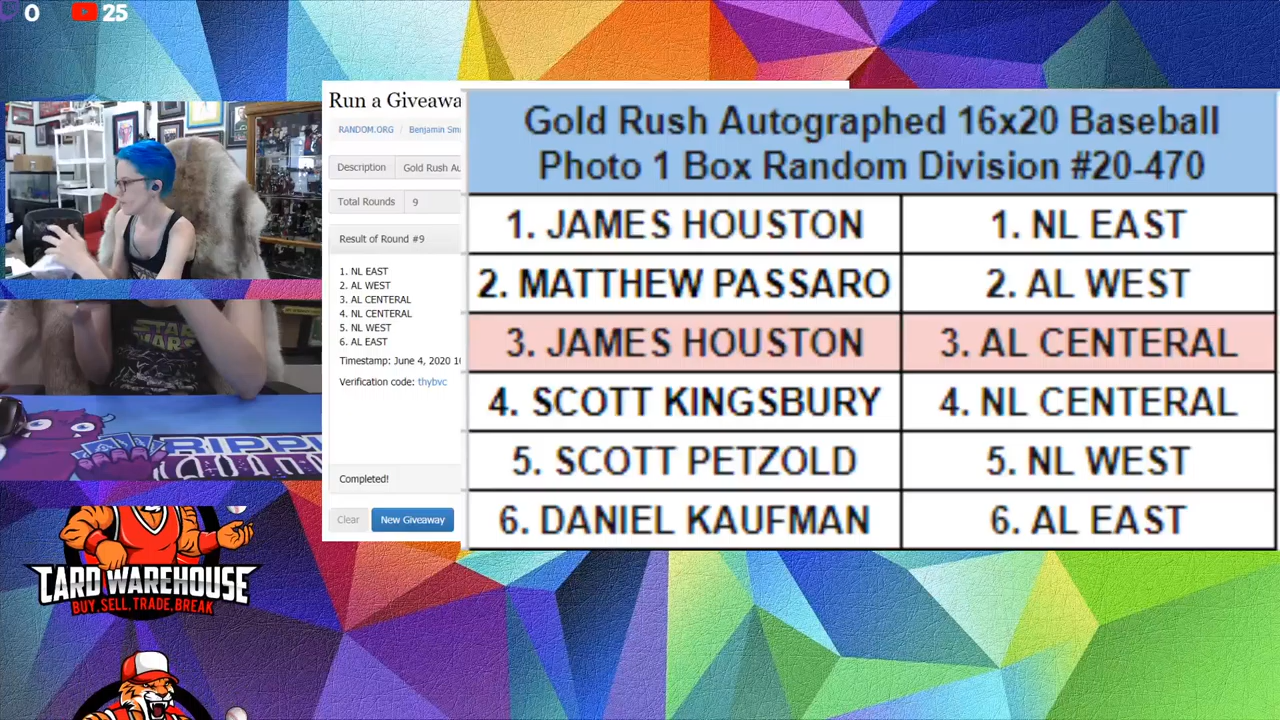 0 25
Run a Giveawa
RANDOM.ORG / Benjamin Sm
Description Gold Rush Au
Total Rounds 9
Result of Round #9
1. NL EAST
2. AL WEST
3. AL CENTERAL
4. NL CENTERAL
5. NL WEST
6. AL EAST
Timestamp: June 4, 2020
Verification code: thybvc
Completed!
Clear New Giveaway
Gold Rush Autographed 16x20 Baseball
Photo 1 Box Random Division #20-470
1. JAMES HOUSTON 1. NL EAST
2. MATTHEW PASSARO 2. AL WEST
3. JAMES HOUSTON 3. AL CENTERAL
4. SCOTT KINGSBURY 4. NL CENTERAL
5. SCOTT PETZOLD 5. NL WEST
6. DANIEL KAUFMAN 6. AL EAST
STAR
WARS
CARD WAREHOUSE
BUY, SELL, TRADE, BREAK